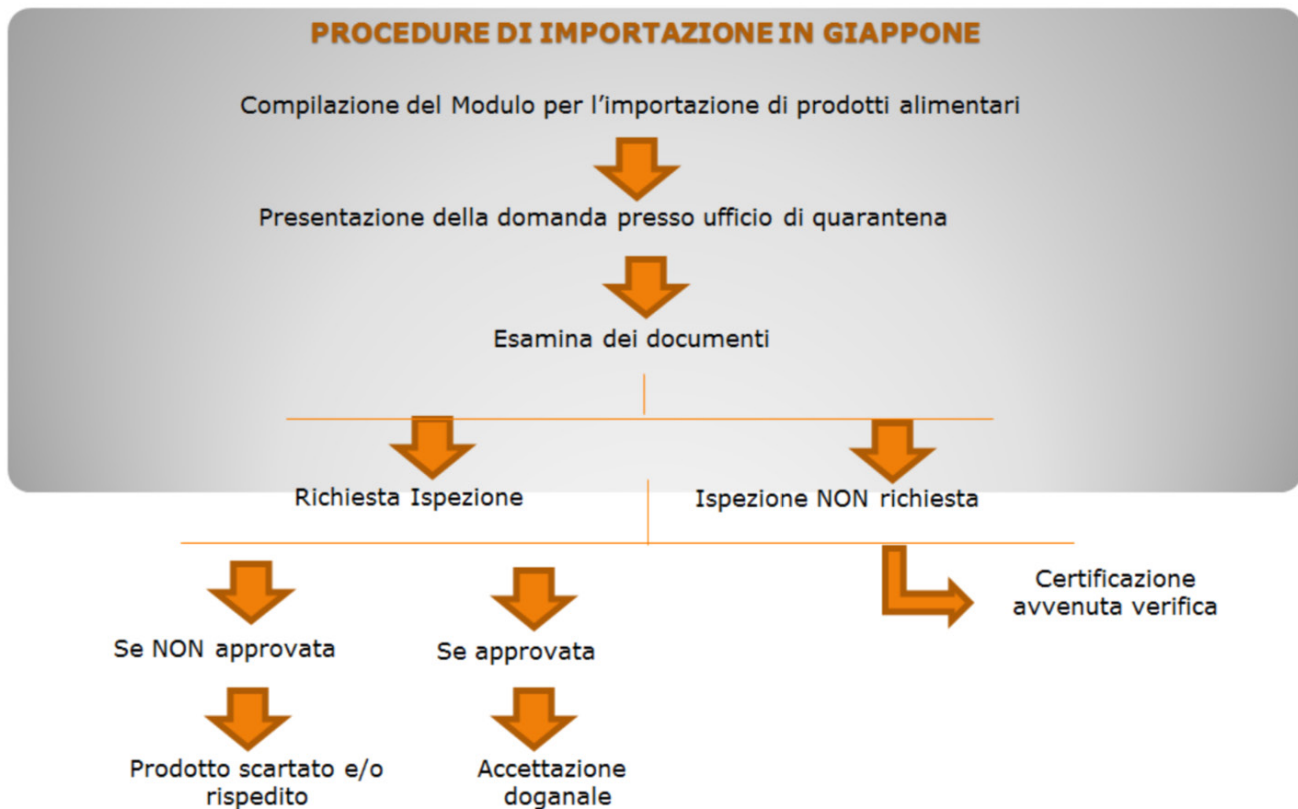 PROCEDURE DI IMPORTAZIONE IN GIAPPONE
Compilazione del Modulo per l'importazione di prodotti alimentari
Presentazione della domanda presso ufficio di quarantena
Esamina dei documenti
Richiesta Ispezione
Ispezione NON richiesta
Certificazione
avvenuta verifica
Se NON approvata
Se approvata
Prodotto scartato e/o
rispedito
Accettazione
doganale